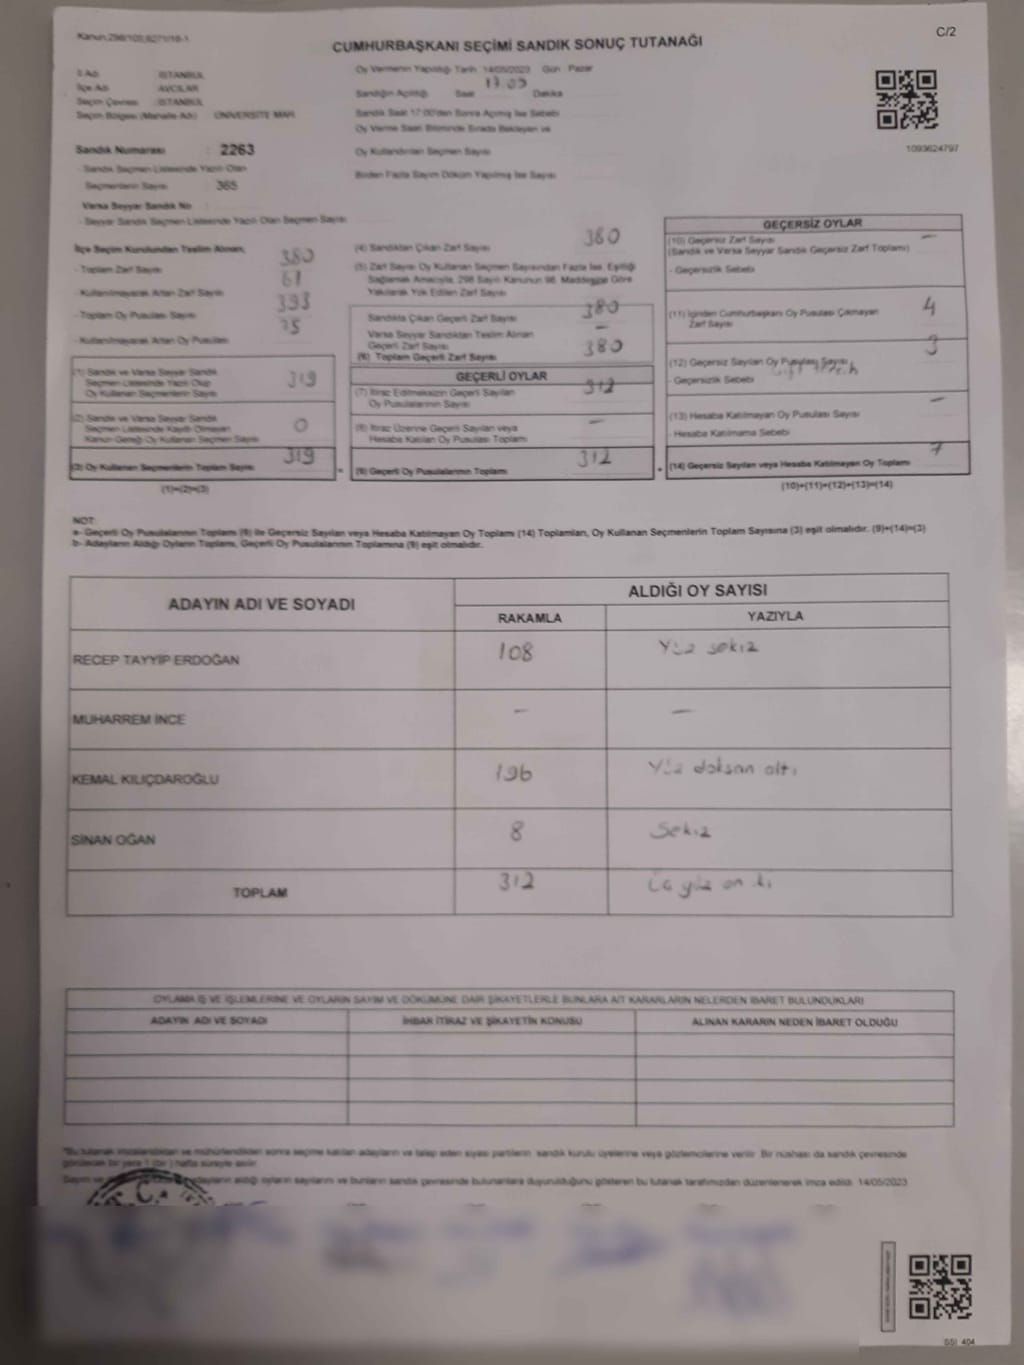 Kanun:298/105,6271/18-1
C/2
CUMHURBAŞKANI SEÇİMİ SANDIK SONUÇ TUTANAĞI
İl Adı : İSTANBUL
İlçe Adı : AVCILAR
Seçim Çevresi : İSTANBUL
Seçim Bölgesi (Mahalle Adı) : ÜNİVERSİTE MAH.
Sandık Numarası : 2263
- Sandık Seçmen Listesinde Yazılı Olan
Seçmenlerin Sayısı : 365
Varsa Seyyar Sandık No :
- Seyyar Sandık Seçmen Listesinde Yazılı Olan Seçmen Sayısı:
Oy Vermenin Yapıldığı Tarih :14/05/2023 Gün : Pazar
Sandığın Açıldığı Saat 17.05 Dakika
Sandık Saat 17:00'den Sonra Açılmış İse Sebebi
Oy Verme Saati Bitiminde Sırada Bekleyen ve
Oy Kullandırılan Seçmen Sayısı
Birden Fazla Sayım Döküm Yapılmış İse Sayısı
1093624797
İlçe Seçim Kurulundan Teslim Alınan;
- Toplam Zarf Sayısı 380
- Kullanılmayarak Artan Zarf Sayısı 61
- Toplam Oy Pusulası Sayısı 393
- Kullanılmayarak Artan Oy Pusulası 75
(1) Sandık ve Varsa Seyyar Sandık
Seçmen Listesinde Yazılı Olup
Oy Kullanan Seçmenlerin Sayısı 319
(2) Sandık ve Varsa Seyyar Sandık
Seçmen Listesinde Kayıtlı Olmayan
Kanun Gereği Oy Kullanan Seçmen Sayısı 0
(3) Oy Kullanan Seçmenlerin Toplam Sayısı 319
(1)+(2)=(3)
(4) Sandıktan Çıkan Zarf Sayısı 380
(5) Zarf Sayısı Oy Kullanan Seçmen Sayısından Fazla İse, Eşitliği
Sağlamak Amacıyla, 298 Sayılı Kanunun 98. Maddesine Göre
Yakılarak Yok Edilen Zarf Sayısı
Sandıkta Çıkan Geçerli Zarf Sayısı 380
Varsa Seyyar Sandıktan Teslim Alınan
Geçerli Zarf Sayısı –
(6) Toplam Geçerli Zarf Sayısı 380
GEÇERLİ OYLAR
(7) İtiraz Edilmeksizin Geçerli Sayılan
Oy Pusulalarının Sayısı 312
(8) İtiraz Üzerine Geçerli Sayılan veya
Hesaba Katılan Oy Pusulası Toplamı –
(9) Geçerli Oy Pusulalarının Toplamı 312
GEÇERSİZ OYLAR
(10) Geçersiz Zarf Sayısı –
(Sandık ve Varsa Seyyar Sandık Geçersiz Zarf Toplamı)
- Geçersizlik Sebebi
(11) İçinden Cumhurbaşkanı Oy Pusulası Çıkmayan
Zarf Sayısı 4
(12) Geçersiz Sayılan Oy Pusulası Sayısı 3
- Geçersizlik Sebebi
(13) Hesaba Katılmayan Oy Pusulası Sayısı –
- Hesaba Katılmama Sebebi
(14) Geçersiz Sayılan veya Hesaba Katılmayan Oy Toplamı 7
(10)+(11)+(12)+(13)=(14)
NOT:
a- Geçerli Oy Pusulalarının Toplamı (9) ile Geçersiz Sayılan veya Hesaba Katılmayan Oy Toplamı (14) Toplamları, Oy Kullanan Seçmenlerin Toplam Sayısına (3) eşit olmalıdır. (9)+(14)=(3)
b- Adayların Aldığı Oyların Toplamı, Geçerli Oy Pusulalarının Toplamına (9) eşit olmalıdır.
ADAYIN ADI VE SOYADI
ALDIĞI OY SAYISI
RAKAMLA YAZIYLA
RECEP TAYYİP ERDOĞAN 108 Yüz sekiz
MUHARREM İNCE – –
KEMAL KILIÇDAROĞLU 196 Yüz doksan altı
SİNAN OĞAN 8 Sekiz
TOPLAM 312 Üç yüz on iki
OYLAMA İŞ VE İŞLEMLERİNE VE OYLARIN SAYIM VE DÖKÜMÜNE DAİR ŞİKAYETLERLE BUNLARA AİT KARARLARIN NELERDEN İBARET BULUNDUKLARI
ADAYIN ADI VE SOYADI İHBAR İTİRAZ VE ŞİKAYETİN KONUSU ALINAN KARARIN NEDEN İBARET OLDUĞU
*Bu tutanak imzalandıktan ve mühürlendikten sonra seçime katılan adayların ve talep eden siyasi partilerin sandık kurulu üyelerine veya gözlemcilerine verilir. Bir nüshası da sandık çevresinde
görülecek bir yere 1 (bir ) hafta süreyle asılır.
adayların aldığı oyların sayılarını ve bunların sandık çevresinde bulunanlara duyurulduğunu gösteren bu tutanak tarafımızdan düzenlenerek imza edildi. 14/05/2023
T.C.
SSI_404